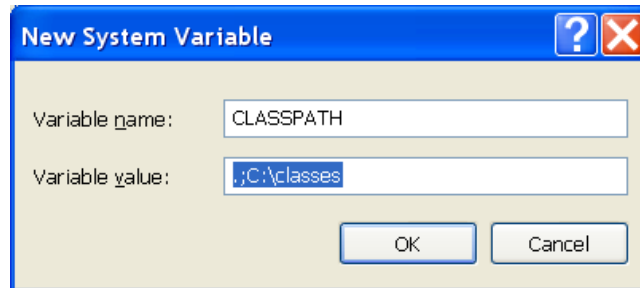 New System Variable
Variable name: CLASSPATH
Variable value: .;C:\classes
OK Cancel